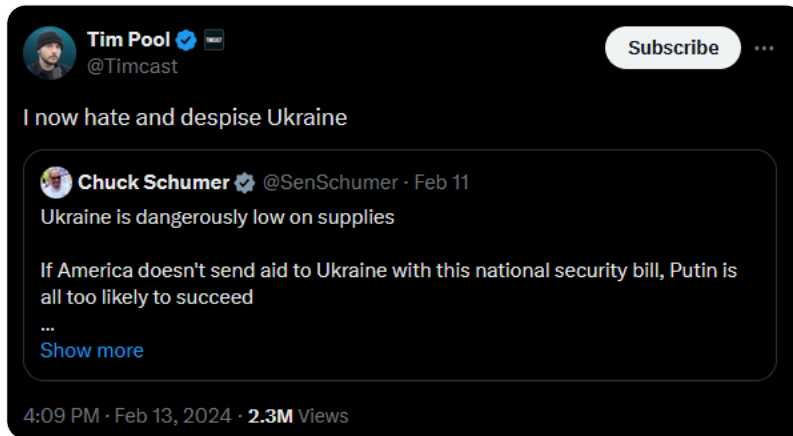 Tim Pool
@Timcast
Subscribe
I now hate and despise Ukraine
Chuck Schumer @SenSchumer · Feb 11
Ukraine is dangerously low on supplies
If America doesn't send aid to Ukraine with this national security bill, Putin is
all too likely to succeed
...
Show more
4:09 PM · Feb 13, 2024 · 2.3M Views